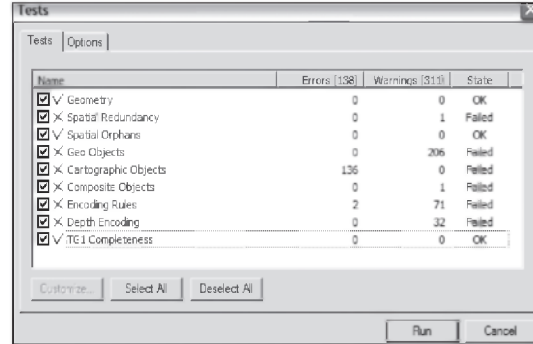 Tests
Tests Options
Name Errors [138] Warnings [311] State
Geometry 0 0 OK
Spatial Redundancy 0 1 Failed
Spatial Orphans 0 0 OK
Geo Objects 0 206 Failed
Cartographic Objects 136 0 Failed
Composite Objects 0 1 Failed
Encoding Rules 2 71 Failed
Depth Encoding 0 32 Failed
TG1 Completeness 0 0 OK
Customize... Select All Deselect All
Run Cancel